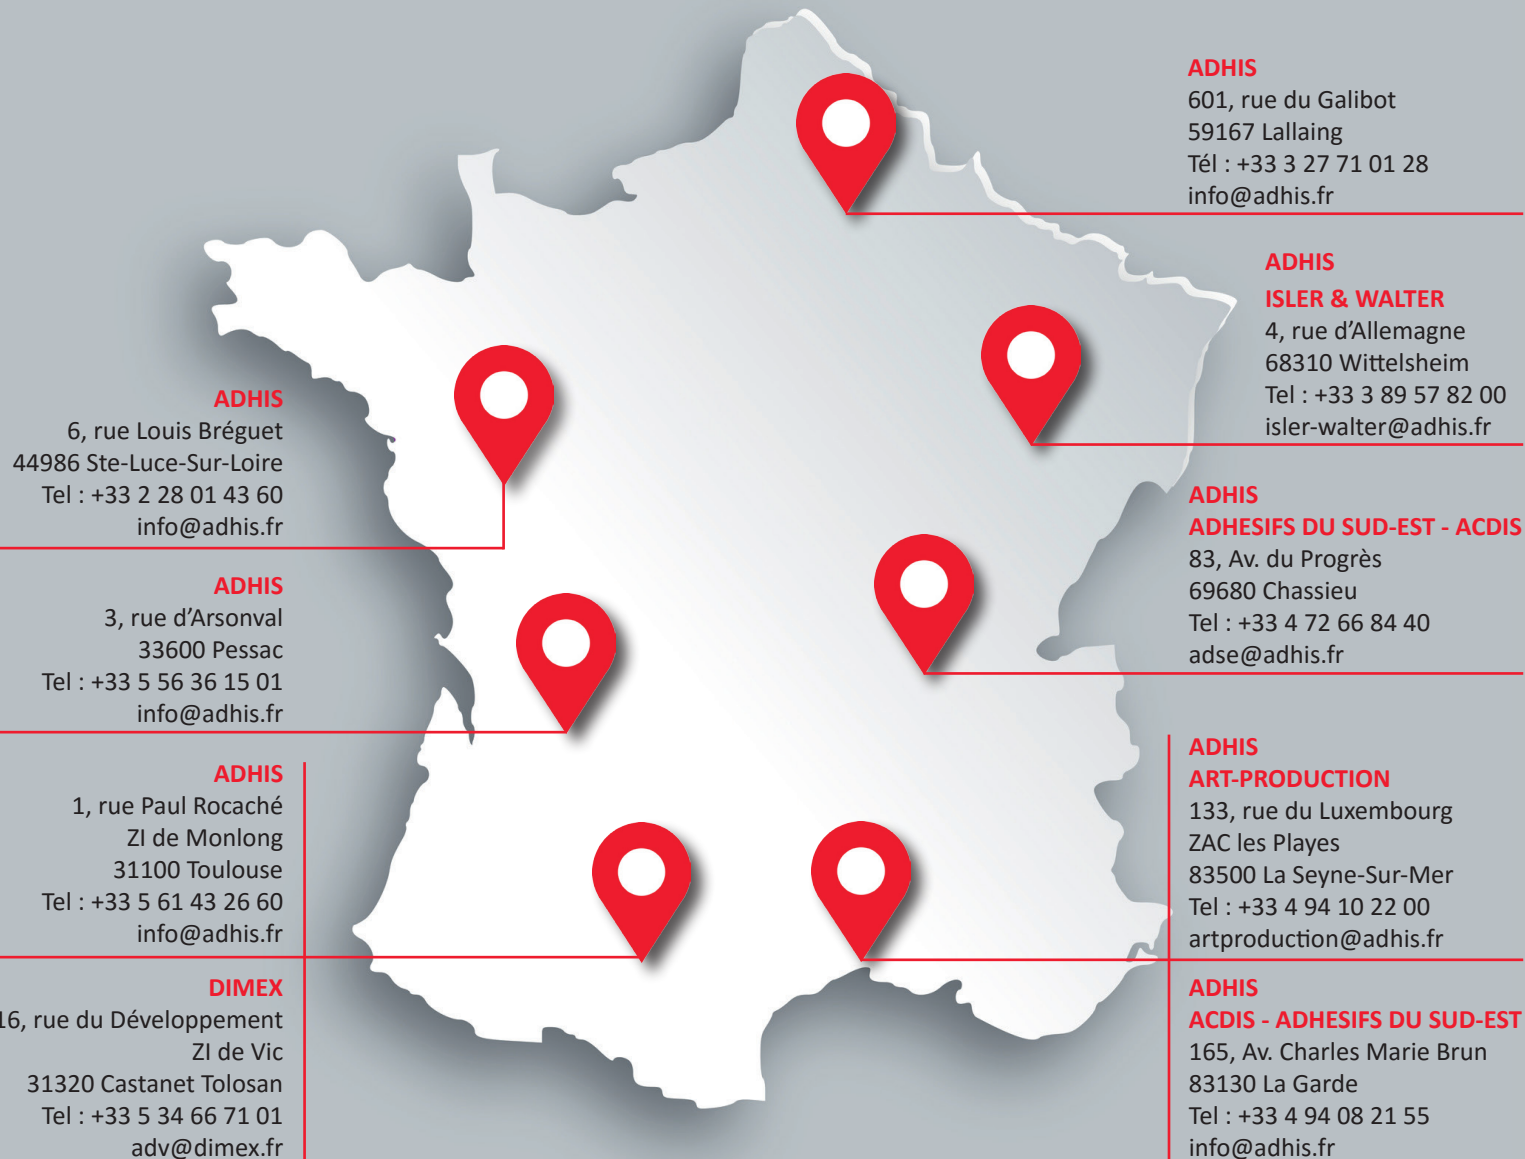 ADHIS
601, rue du Galibot
59167 Lallaing
Tél : +33 3 27 71 01 28
info@adhis.fr
ADHIS
ISLER & WALTER
4, rue d’Allemagne
68310 Wittelsheim
Tel : +33 3 89 57 82 00
isler-walter@adhis.fr
ADHIS
6, rue Louis Bréguet
44986 Ste-Luce-Sur-Loire
Tel : +33 2 28 01 43 60
info@adhis.fr
ADHIS
ADHESIFS DU SUD-EST - ACDIS
83, Av. du Progrès
69680 Chassieu
Tel : +33 4 72 66 84 40
adse@adhis.fr
ADHIS
3, rue d’Arsonval
33600 Pessac
Tel : +33 5 56 36 15 01
info@adhis.fr
ADHIS
ART-PRODUCTION
133, rue du Luxembourg
ZAC les Playes
83500 La Seyne-Sur-Mer
Tel : +33 4 94 10 22 00
artproduction@adhis.fr
ADHIS
1, rue Paul Rocaché
ZI de Monlong
31100 Toulouse
Tel : +33 5 61 43 26 60
info@adhis.fr
DIMEX
16, rue du Développement
ZI de Vic
31320 Castanet Tolosan
Tel : +33 5 34 66 71 01
adv@dimex.fr
ADHIS
ACDIS - ADHESIFS DU SUD-EST
165, Av. Charles Marie Brun
83130 La Garde
Tel : +33 4 94 08 21 55
info@adhis.fr